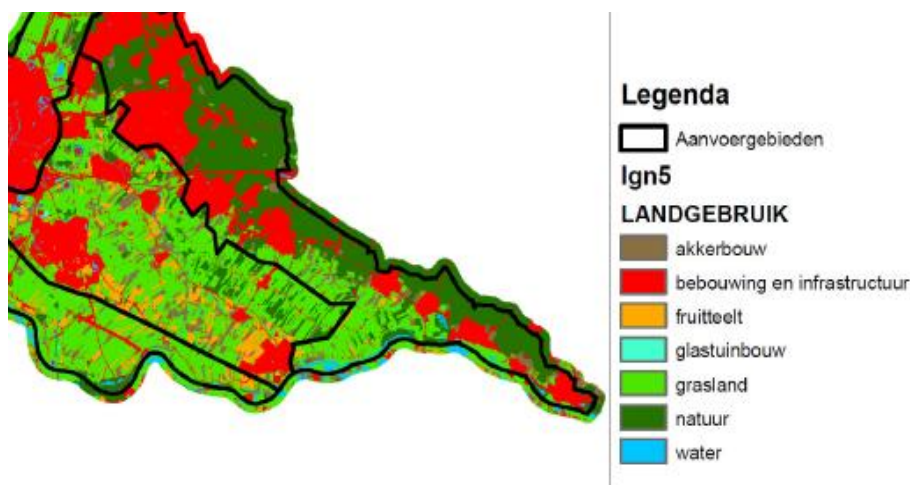 Legenda
Aanvoergebieden
lgn5
LANDGEBRUIK
akkerbouw
bebouwing en infrastructuur
fruitteelt
glastuinbouw
grasland
natuur
water